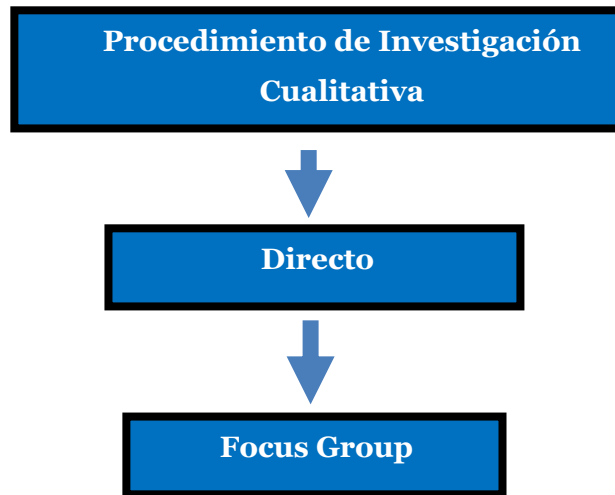 Procedimiento de Investigación
Cualitativa
Directo
Focus Group